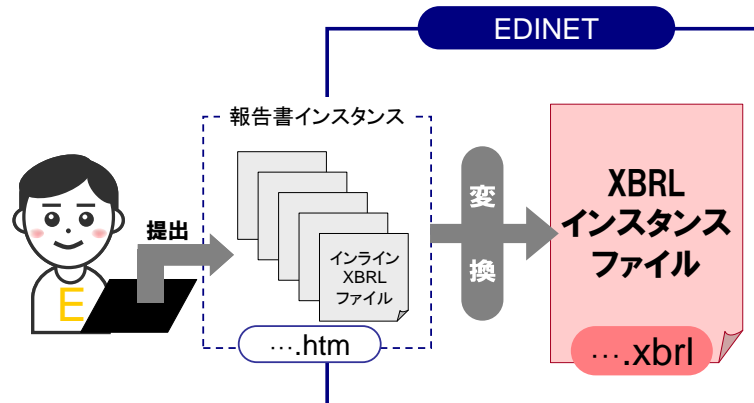 EDINET
報告書インスタンス
提出
E
インライン
XBRL
ファイル
….htm
変
換
XBRL
インスタンス
ファイル
….xbrl